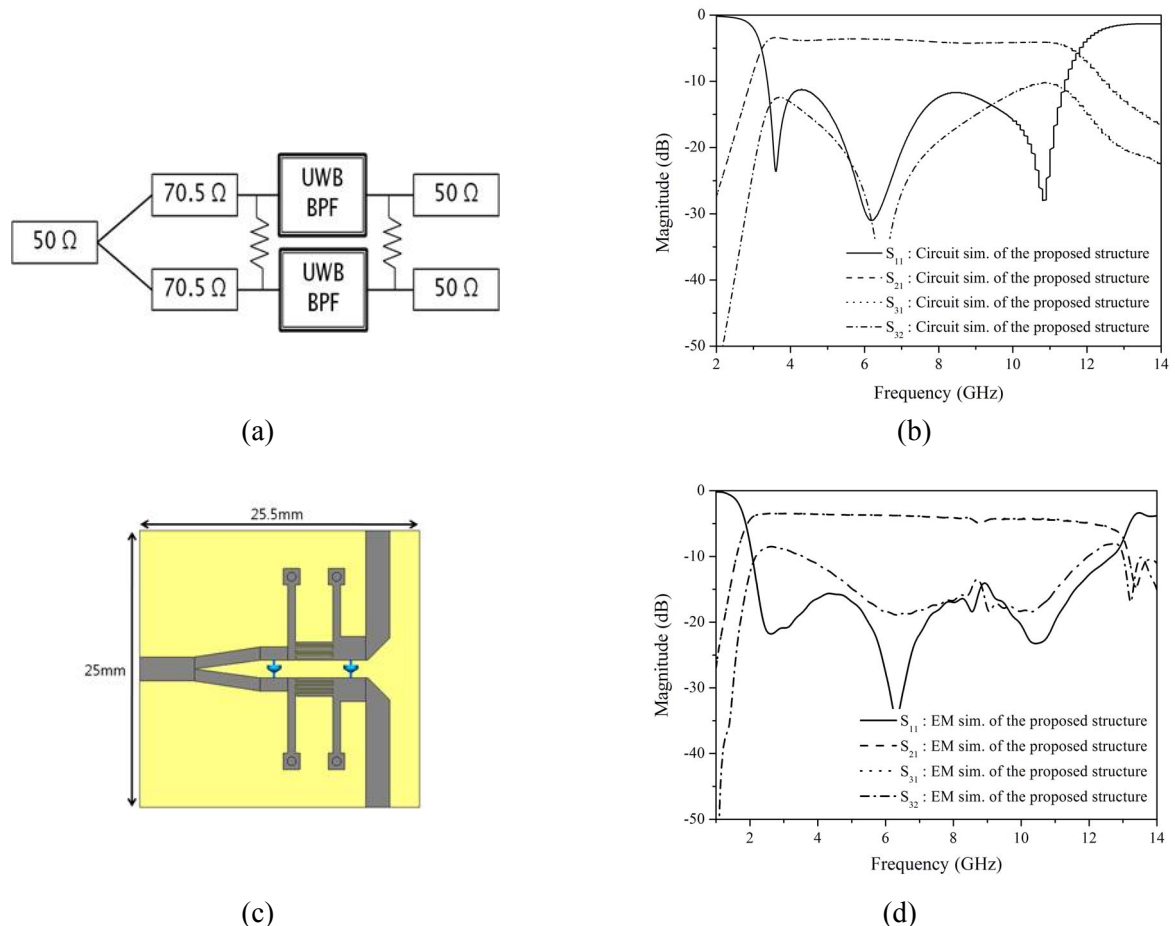 50 Ω
70.5 Ω
70.5 Ω
UWB
BPF
UWB
BPF
50 Ω
50 Ω
(a)
Magnitude (dB)
0
-10
-20
-30
-40
-50
2
4
6
8
10
12
14
Frequency (GHz)
S11 : Circuit sim. of the proposed structure
S21 : Circuit sim. of the proposed structure
S31 : Circuit sim. of the proposed structure
S32 : Circuit sim. of the proposed structure
(b)
25.5mm
25mm
(c)
Magnitude (dB)
0
-10
-20
-30
-40
-50
2
4
6
8
10
12
14
Frequency (GHz)
S11 : EM sim. of the proposed structure
S21 : EM sim. of the proposed structure
S31 : EM sim. of the proposed structure
S32 : EM sim. of the proposed structure
(d)